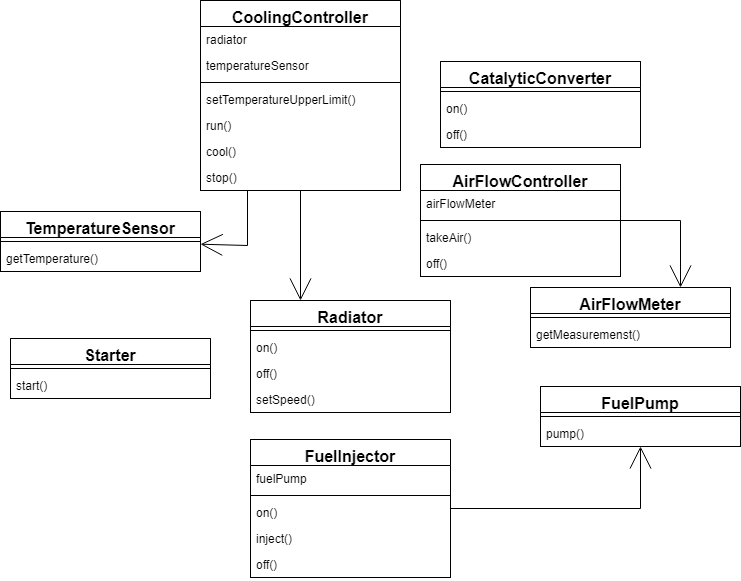 CoolingController
radiator
temperatureSensor
setTemperatureUpperLimit()
run()
cool()
stop()
CatalyticConverter
on()
off()
AirFlowController
airFlowMeter
takeAir()
off()
TemperatureSensor
getTemperature()
AirFlowMeter
getMeasuremenst()
Radiator
on()
off()
setSpeed()
Starter
start()
FuelPump
pump()
FuelInjector
fuelPump
on()
inject()
off()